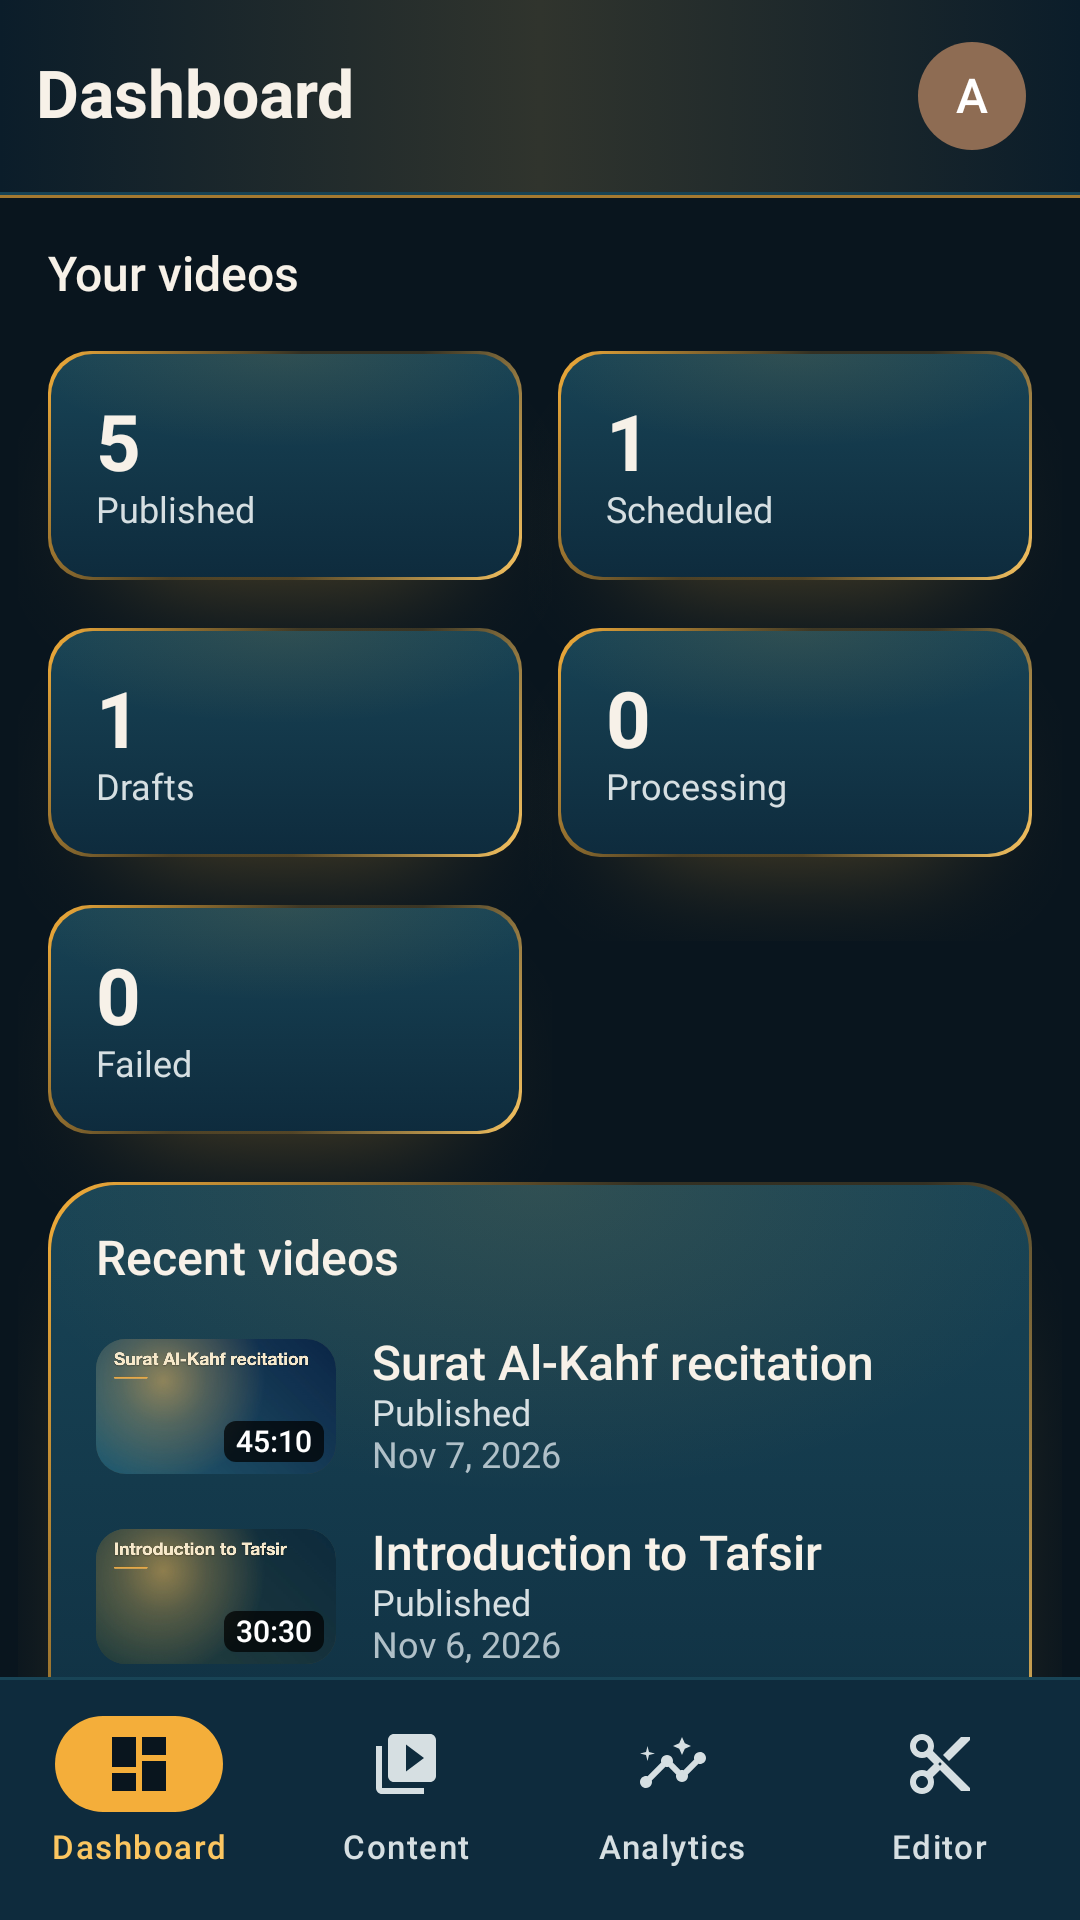 Dashboard
A
Your videos
5
Published
1
Scheduled
1
Drafts
0
Processing
0
Failed
Recent videos
Surat Al-Kahf recitation
45:10
Surat Al-Kahf recitation
Published
Nov 7, 2026
Introduction to Tafsir
30:30
Introduction to Tafsir
Published
Nov 6, 2026
Dashboard
Content
Analytics
Editor